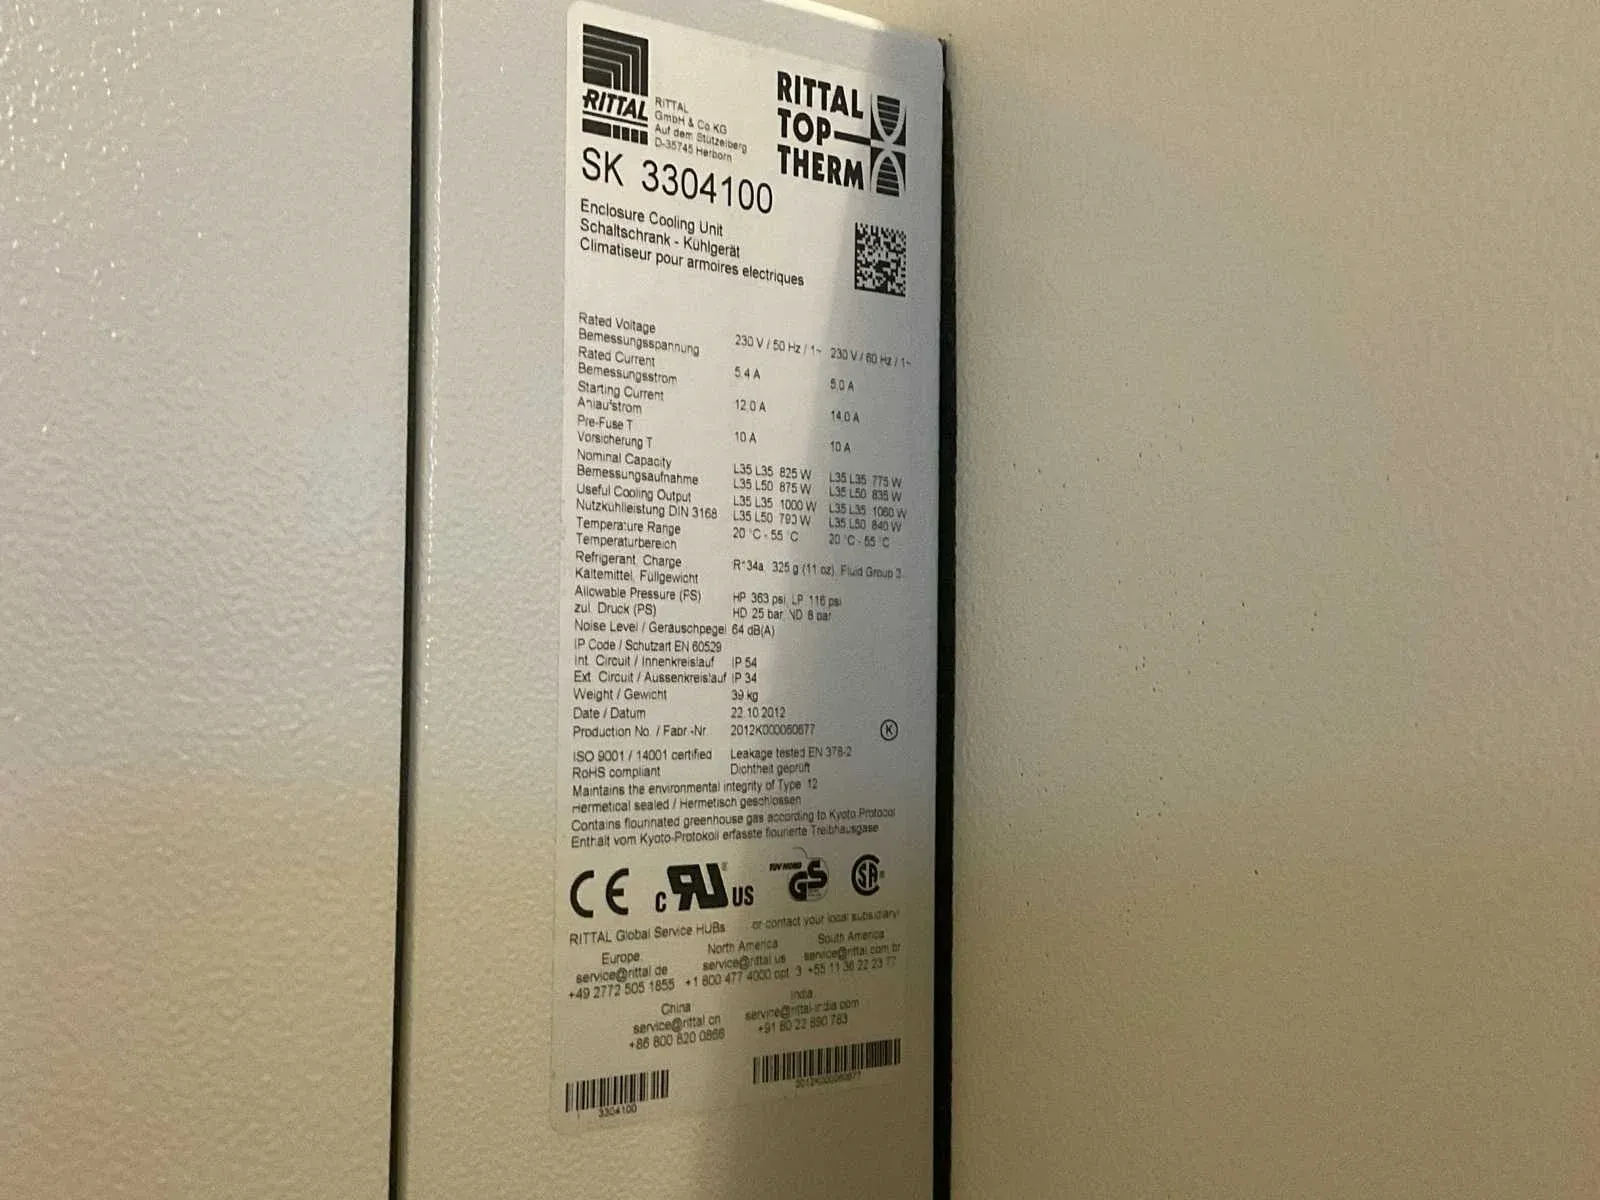 RITTAL
RITTAL
GmbH & Co.KG
Auf dem Stützelberg
D-35745 Herborn
RITTAL
TOP
THERM
SK 3304100
Enclosure Cooling Unit
Schaltschrank - Kühlgerät
Climatiseur pour armoires electriques
Rated Voltage
Bemessungsspannung 230 V / 50 Hz / 1~ 230 V / 60 Hz / 1~
Rated Current
Bemessungsstrom 5.4 A 5.0 A
Starting Current
Anlaufstrom 12.0 A 14.0 A
Pre-Fuse T
Vorsicherung T 10 A 10 A
Nominal Capacity L35 L35 825 W L35 L35 775 W
Bemessungsaufnahme L35 L50 875 W L35 L50 835 W
Useful Cooling Output L35 L35 1000 W L35 L35 1060 W
Nutzkühlleistung DIN 3168 L35 L50 790 W L35 L50 840 W
Temperature Range 20 °C - 55 °C 20 °C - 55 °C
Temperaturbereich
Refrigerant, Charge R134a, 325 g (11 oz), Fluid Group 2
Kältemittel, Füllgewicht
Allowable Pressure (PS) HP 363 psi, LP 116 psi
zul. Druck (PS) HD 25 bar, ND 8 bar
Noise Level / Geräuschpegel 64 dB(A)
IP Code / Schutzart EN 60529
Int. Circuit / Innenkreislauf IP 54
Ext. Circuit / Aussenkreislauf IP 34
Weight / Gewicht 39 kg
Date / Datum 22.10.2012
Production No. / Fabr.-Nr. 2012K000060677 K
ISO 9001 / 14001 certified Leakage tested EN 378-2
RoHS compliant Dichtheit geprüft
Maintains the environmental integrity of Type 12
Hermetical sealed / Hermetisch geschlossen
Contains flourinated greenhouse gas according to Kyoto Protocol
Enthält vom Kyoto-Protokoll erfasste flourierte Treibhausgase
CE c RU US TÜV NORD GS SA
RITTAL Global Service HUBs or contact your local subsidiary!
Europe North America South America
service@rittal.de service@rittal.us service@rittal.com.br
+49 2772 505 1855 +1 800 477 4000 opt. 3 +55 11 36 22 23 77
China India
service@rittal.cn service@rittal-india.com
+86 800 820 0866 +91 80 22 890 783
3304100 2012K000060677